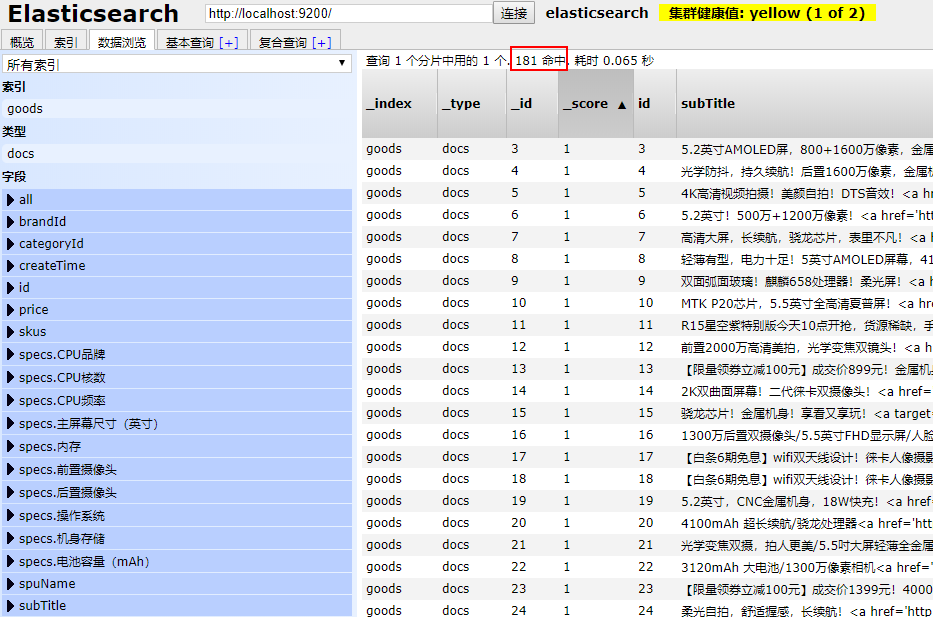 Elasticsearch http://localhost:9200/ 连接 elasticsearch 集群健康值: yellow (1 of 2)
概览 索引 数据浏览 基本查询 [+] 复合查询 [+]
所有索引
索引
goods
类型
docs
字段
all
brandId
categoryId
createTime
id
price
skus
specs.CPU品牌
specs.CPU核数
specs.CPU频率
specs.主屏幕尺寸（英寸）
specs.内存
specs.前置摄像头
specs.后置摄像头
specs.操作系统
specs.机身存储
specs.电池容量（mAh）
spuName
subTitle
查询 1 个分片中用的 1 个. 181 命中. 耗时 0.065 秒
_index _type _id _score ▲ id subTitle
goods docs 3 1 3 5.2英寸AMOLED屏，800+1600万像素，金属
goods docs 4 1 4 光学防抖，持久续航！后置1600万像素，金属机
goods docs 5 1 5 4K高清视频拍摄！美颜自拍！DTS音效！<a hr
goods docs 6 1 6 5.2英寸！500万+1200万像素！<a href='htt
goods docs 7 1 7 高清大屏，长续航，骁龙芯片，表里不凡！<a h
goods docs 8 1 8 轻薄有型，电力十足！5英寸AMOLED屏幕，41
goods docs 9 1 9 双面弧面玻璃！麒麟658处理器！柔光屏！<a h
goods docs 10 1 10 MTK P20芯片，5.5英寸全高清夏普屏！<a hre
goods docs 11 1 11 R15星空紫特别版今天10点开抢，货源稀缺，手
goods docs 12 1 12 前置2000万高清美拍，光学变焦双镜头！<a hr
goods docs 13 1 13 【限量领券立减100元】成交价899元！金属机身
goods docs 14 1 14 2K双曲面屏幕！二代徕卡双摄像头！<a href=
goods docs 15 1 15 骁龙芯片！金属机身！享看又享玩！<a target=
goods docs 16 1 16 1300万后置双摄像头/5.5英寸FHD显示屏/人脸
goods docs 17 1 17 【白条6期免息】wifi双天线设计！徕卡人像摄影
goods docs 18 1 18 【白条6期免息】wifi双天线设计！徕卡人像摄影
goods docs 19 1 19 5.2英寸，CNC金属机身，18W快充！<a href=
goods docs 20 1 20 4100mAh 超长续航/骁龙处理器<a href='http
goods docs 21 1 21 光学变焦双摄，拍人更美/5.5吋大屏轻薄全金属
goods docs 22 1 22 3120mAh 大电池/1300万像素相机<a href='
goods docs 23 1 23 【限量领券立减100元】成交价1399元！4000
goods docs 24 1 24 柔光自拍，舒适握感，长续航！<a href='http